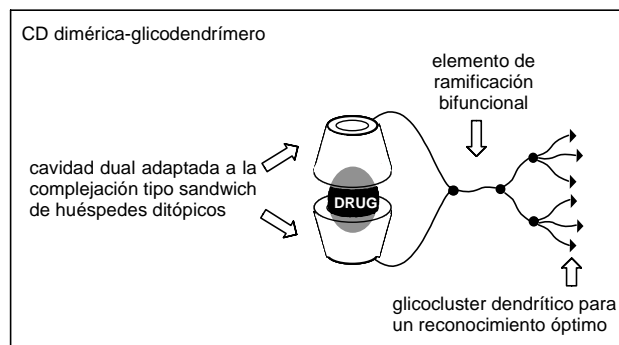 CD dimérica-glicodendrímero
elemento de
ramificación
bifuncional
cavidad dual adaptada a la
complejación tipo sandwich
de huéspedes ditópicos
DRUG
glicocluster dendrítico para
un reconocimiento óptimo